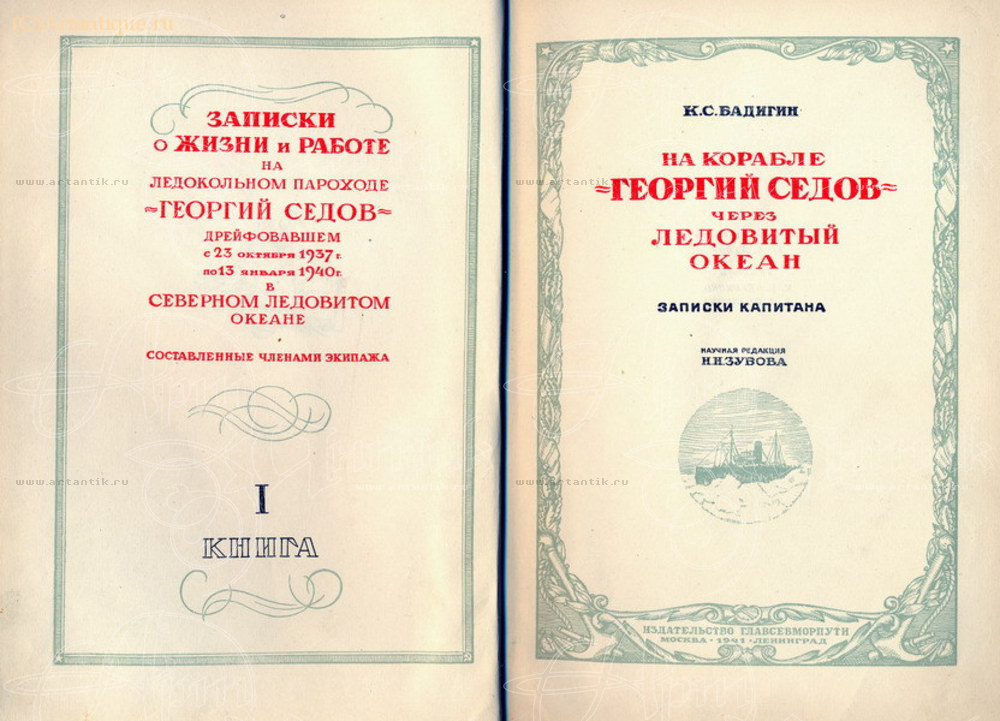 ЗАПИСКИ
О ЖИЗНИ И РАБОТЕ
НА
ЛЕДОКОЛЬНОМ ПАРОХОДЕ
≈ГЕОРГИЙ СЕДОВ≈
ДРЕЙФОВАВШЕМ
С 23 ОКТЯБРЯ 1937 г.
ПО 13 ЯНВАРЯ 1940 г.
В
СЕВЕРНОМ ЛЕДОВИТОМ
ОКЕАНЕ
СОСТАВЛЕННЫЕ ЧЛЕНАМИ ЭКИПАЖА
I
КНИГА
К.С. БАДИГИН
НА КОРАБЛЕ
≈ГЕОРГИЙ СЕДОВ≈
ЧЕРЕЗ
ЛЕДОВИТЫЙ
ОКЕАН
ЗАПИСКИ КАПИТАНА
НАУЧНАЯ РЕДАКЦИЯ
Н.Н.ЗУБОВА
ИЗДАТЕЛЬСТВО ГЛАВСЕВМОРПУТИ
МОСКВА · 1941 · ЛЕНИНГРАД
www.artantik.ru
www.artantik.ru
www.artantik.ru
www.artantik.ru